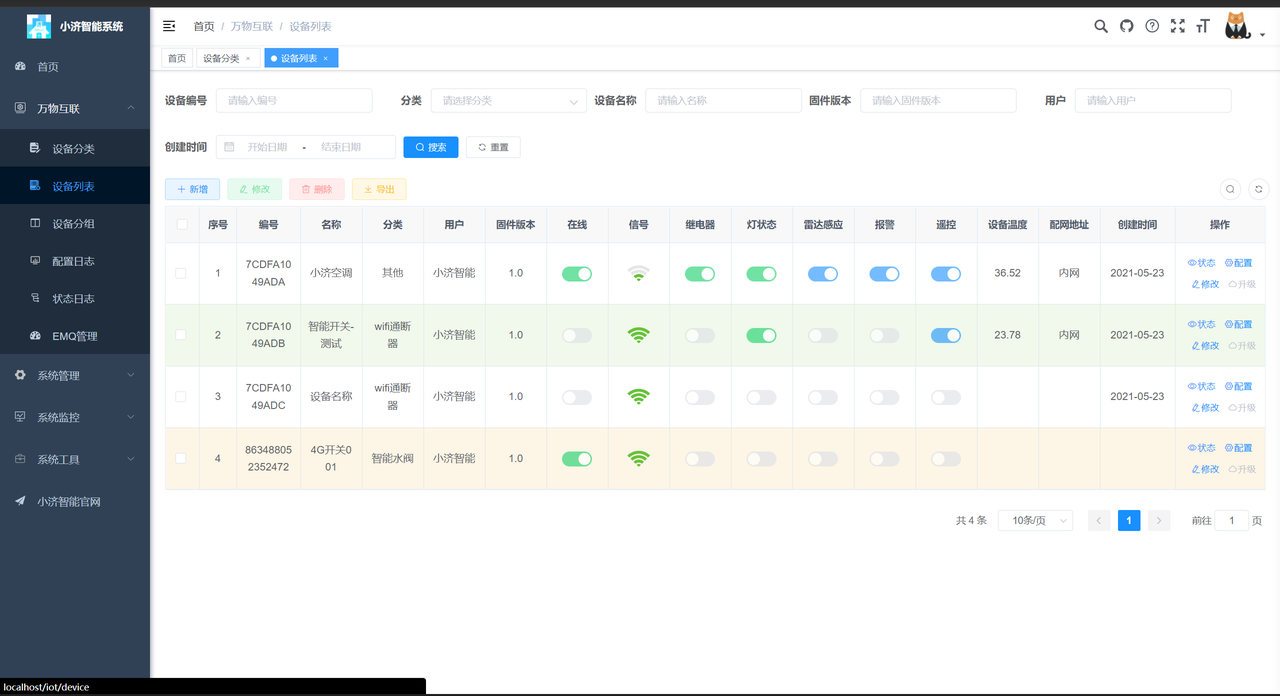 小济智能系统
首页 / 万物互联 / 设备列表
首页
设备分类 ×
设备列表 ×
首页
万物互联
设备分类
设备列表
设备分组
配置日志
状态日志
EMQ管理
系统管理
系统监控
系统工具
小济智能官网
设备编号 请输入编号 分类 请选择分类 设备名称 请输入名称 固件版本 请输入固件版本 用户 请输入用户
创建时间 开始日期 - 结束日期 搜索 重置
新增 修改 删除 导出
序号 编号 名称 分类 用户 固件版本 在线 信号 继电器 灯状态 雷达感应 报警 遥控 设备温度 配网地址 创建时间 操作
1 7CDFA1049ADA 小济空调 其他 小济智能 1.0 36.52 内网 2021-05-23 状态 配置
修改 升级
2 7CDFA1049ADB 智能开关-测试 wifi通断器 小济智能 1.0 23.78 内网 状态 配置
修改 升级
3 7CDFA1049ADC 设备名称 wifi通断器 小济智能 1.0 2021-05-23 状态 配置
修改 升级
4 863488052352472 4G开关001 智能水阀 小济智能 1.0 状态 配置
修改 升级
共 4 条 10条/页 1 前往 1 页
localhost/iot/device